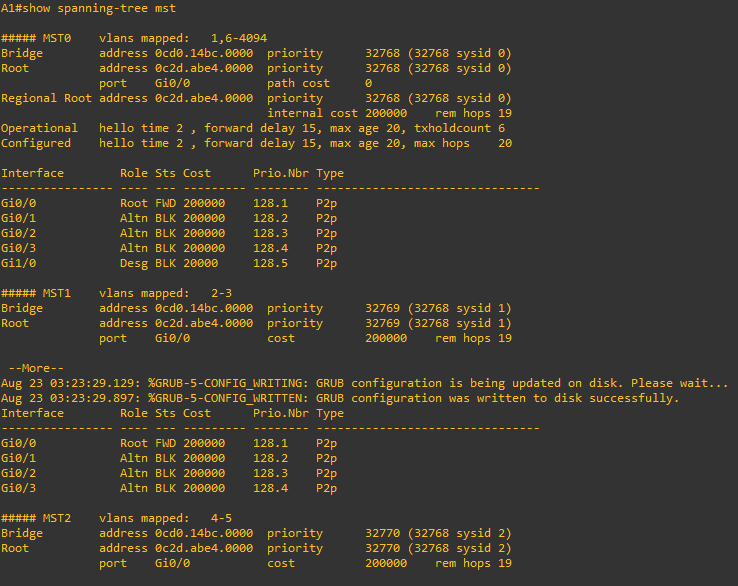 A1#show spanning-tree mst
##### MST0    vlans mapped:   1,6-4094
Bridge        address 0cd0.14bc.0000  priority      32768 (32768 sysid 0)
Root          address 0c2d.abe4.0000  priority      32768 (32768 sysid 0)
              port    Gi0/0           path cost     0
Regional Root address 0c2d.abe4.0000  priority      32768 (32768 sysid 0)
                                      internal cost 200000    rem hops 19
Operational   hello time 2 , forward delay 15, max age 20, txholdcount 6
Configured    hello time 2 , forward delay 15, max age 20, max hops    20
Interface        Role Sts Cost      Prio.Nbr Type
---------------- ---- --- --------- -------- --------------------------------
Gi0/0            Root FWD 200000    128.1    P2p
Gi0/1            Altn BLK 200000    128.2    P2p
Gi0/2            Altn BLK 200000    128.3    P2p
Gi0/3            Altn BLK 200000    128.4    P2p
Gi1/0            Desg BLK 20000     128.5    P2p
##### MST1    vlans mapped:   2-3
Bridge        address 0cd0.14bc.0000  priority      32769 (32768 sysid 1)
Root          address 0c2d.abe4.0000  priority      32769 (32768 sysid 1)
              port    Gi0/0           cost          200000    rem hops 19
 --More--
Aug 23 03:23:29.129: %GRUB-5-CONFIG_WRITING: GRUB configuration is being updated on disk. Please wait...
Aug 23 03:23:29.897: %GRUB-5-CONFIG_WRITTEN: GRUB configuration was written to disk successfully.
Interface        Role Sts Cost      Prio.Nbr Type
---------------- ---- --- --------- -------- --------------------------------
Gi0/0            Root FWD 200000    128.1    P2p
Gi0/1            Altn BLK 200000    128.2    P2p
Gi0/2            Altn BLK 200000    128.3    P2p
Gi0/3            Altn BLK 200000    128.4    P2p
##### MST2    vlans mapped:   4-5
Bridge        address 0cd0.14bc.0000  priority      32770 (32768 sysid 2)
Root          address 0c2d.abe4.0000  priority      32770 (32768 sysid 2)
              port    Gi0/0           cost          200000    rem hops 19